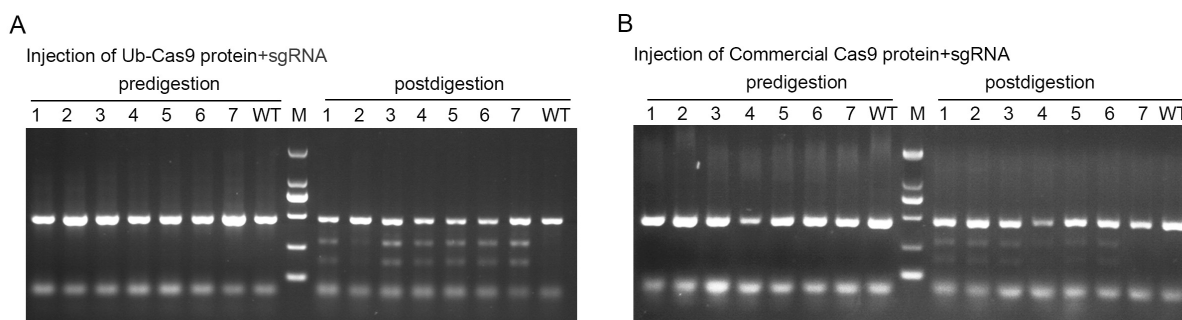 A
Injection of Ub-Cas9 protein+sgRNA
predigestion postdigestion
1 2 3 4 5 6 7 WT M 1 2 3 4 5 6 7 WT
B
Injection of Commercial Cas9 protein+sgRNA
predigestion postdigestion
1 2 3 4 5 6 7 WT M 1 2 3 4 5 6 7 WT